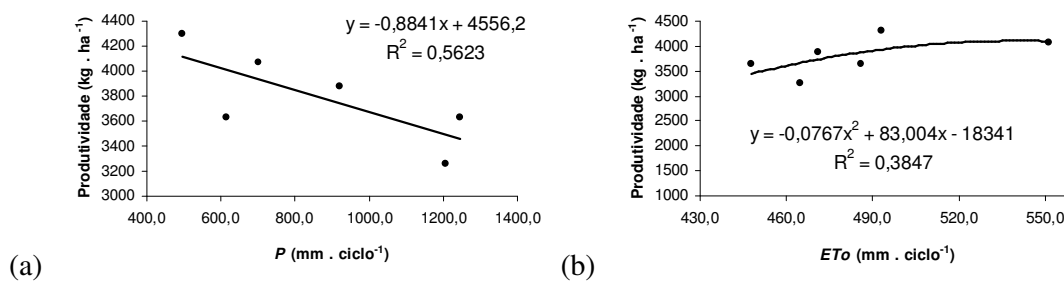 4400
4200
4000
3800
3600
3400
3200
3000
Produtividade (kg . ha⁻¹)
y = -0,8841x + 4556,2
R² = 0,5623
400,0 600,0 800,0 1000,0 1200,0 1400,0
P (mm . ciclo⁻¹)
(a)
5000
4500
4000
3500
3000
2500
2000
1500
1000
Produtividade (kg . ha⁻¹)
y = -0,0767x² + 83,004x - 18341
R² = 0,3847
430,0 460,0 490,0 520,0 550,0
ETo (mm . ciclo⁻¹)
(b)